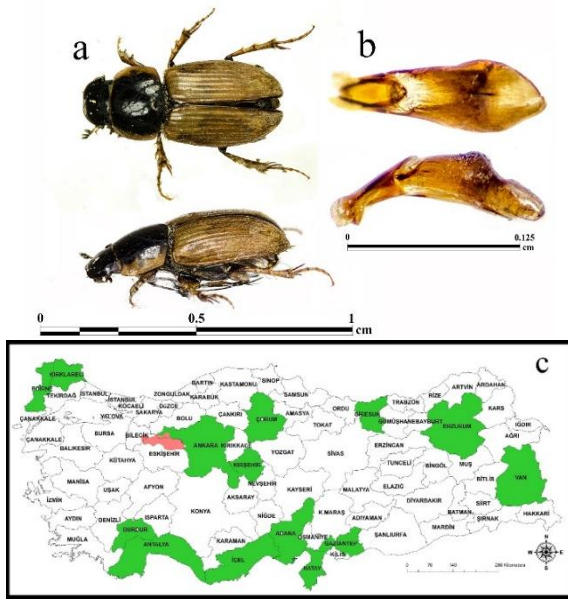 a
b
0
0.125
cm
0
0.5
1
cm
c
KIRKLARELİ
EDİRNE
TEKİRDAĞ
İSTANBUL
İSTANBUL
KOCAELİ
YALOVA
SAKARYA
DÜZCE
ZONGULDAK
BARTIN
KARABÜK
KASTAMONU
SİNOP
SAMSUN
BOLU
ÇANKIRI
ÇORUM
AMASYA
ORDU
TOKAT
GİRESUN
TRABZON
RİZE
ARTVİN
ARDAHAN
KARS
GÜMÜŞHANE
BAYBURT
ERZURUM
IĞDIR
AĞRI
ÇANAKKALE
ÇANAKKALE
BALIKESİR
BURSA
BİLECİK
ESKİŞEHİR
ANKARA
KIRIKKALE
KÜTAHYA
KIRŞEHİR
YOZGAT
SİVAS
ERZİNCAN
TUNCELİ
BİNGÖL
MUŞ
VAN
BİTLİS
MANİSA
UŞAK
AFYON
AKSARAY
NEVŞEHİR
KAYSERİ
MALATYA
ELAZIĞ
DİYARBAKIR
BATMAN
SİİRT
ŞIRNAK
HAKKARİ
İZMİR
AYDIN
DENİZLİ
ISPARTA
KONYA
NİĞDE
K.MARAŞ
ADIYAMAN
MARDİN
MUĞLA
BURDUR
ANTALYA
KARAMAN
İÇEL
ADANA
OSMANİYE
GAZİANTEP
KİLİS
HATAY
ŞANLIURFA
N
W
E
S
0
70
140
280 Kilometers